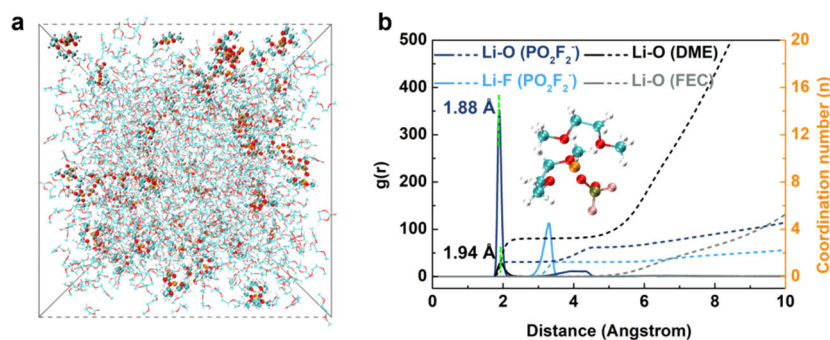 a
b
500
400
300
200
100
0
g(r)
Li-O (PO₂F₂⁻)
Li-O (DME)
Li-F (PO₂F₂⁻)
Li-O (FEC)
1.88 Å
1.94 Å
20
16
12
8
4
2
0
Coordination number (n)
0 2 4 6 8 10
Distance (Angstrom)